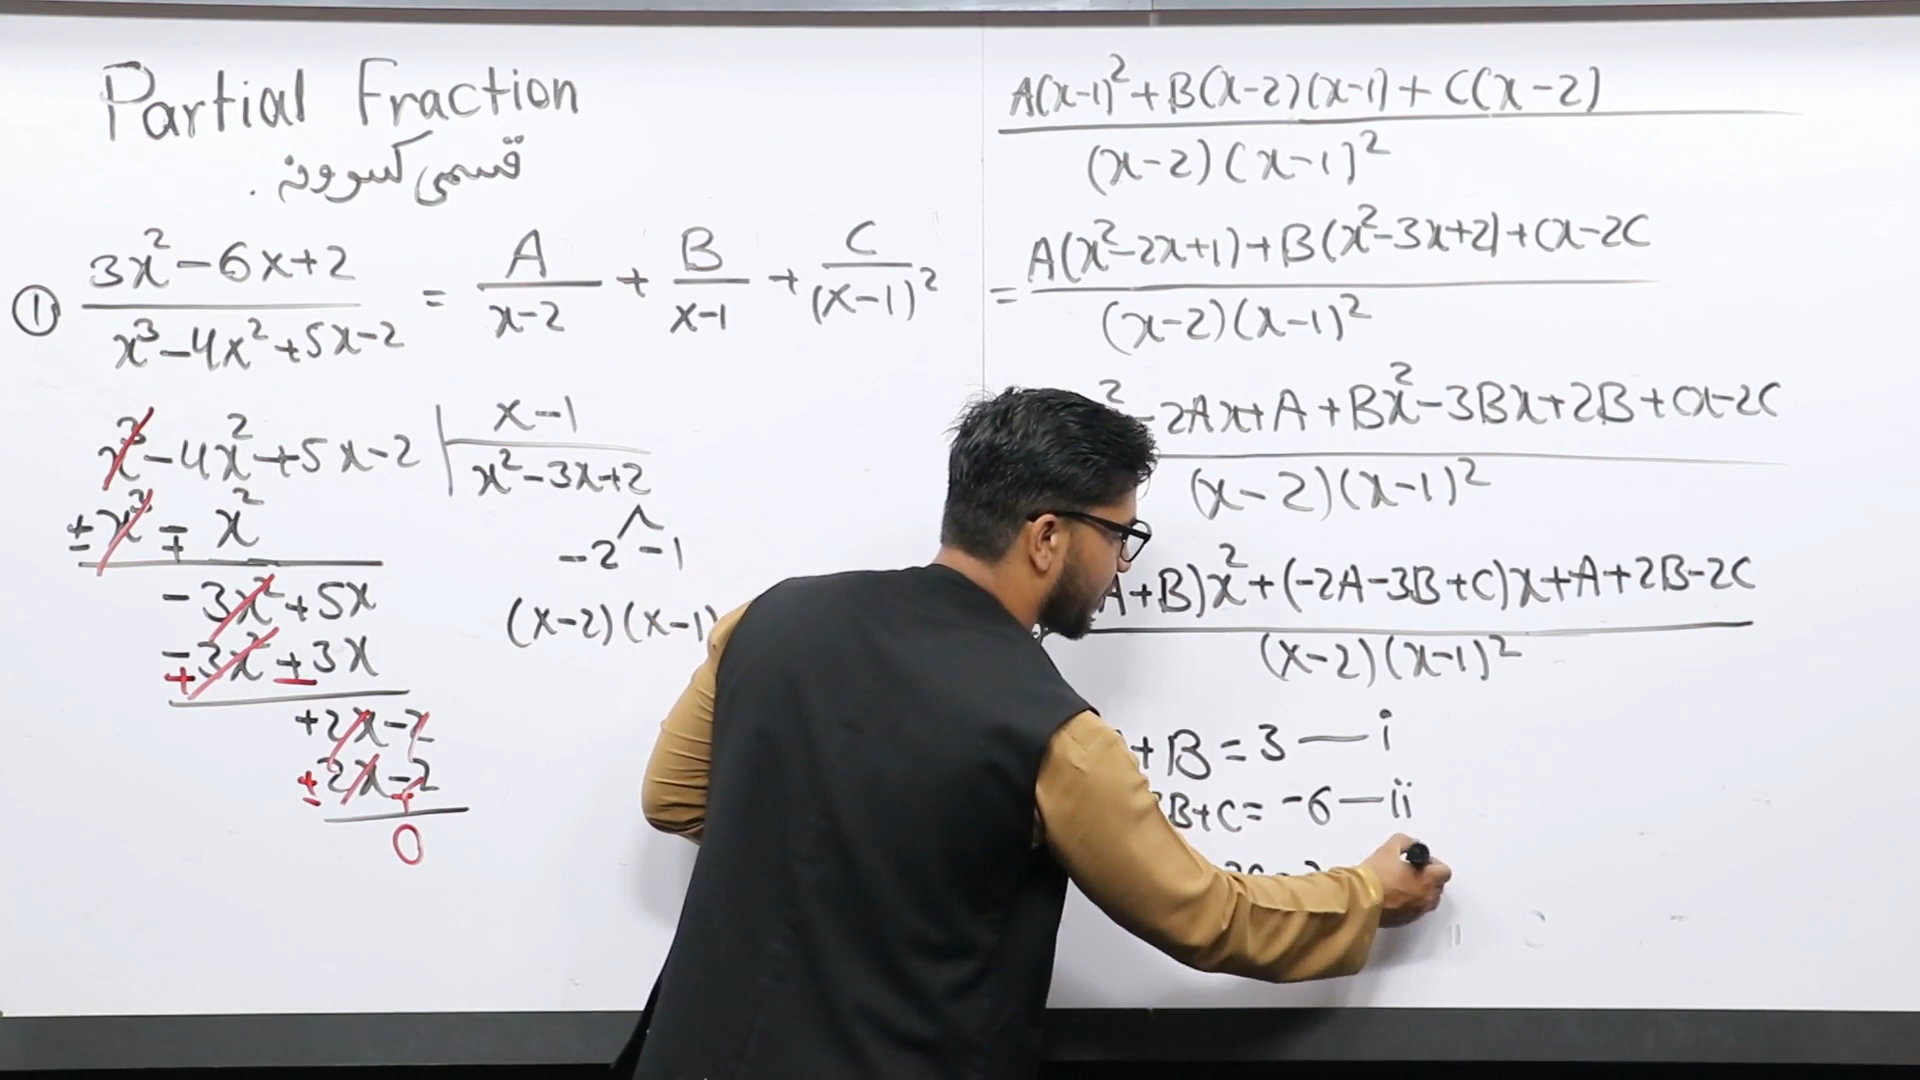 Partial Fraction
قسمي کسرونه .
① 3x²-6x+2 / x³-4x²+5x-2 = A / x-2 + B / x-1 + C / (x-1)²
x³-4x²+5x-2
x-1
x²-3x+2
± x³ ∓ x²
-2 -1
(x-2)(x-1)
-3x²+5x
-3x²+3x
+ -
+2x-2
+2x-2
- +
0
A(x-1)²+B(x-2)(x-1)+C(x-2)
(x-2)(x-1)²
= A(x²-2x+1)+B(x²-3x+2)+Cx-2C
(x-2)(x-1)²
² -2Ax+A+Bx²-3Bx+2B+Cx-2C
(x-2)(x-1)²
A+B)x²+(-2A-3B+C)x+A+2B-2C
(x-2)(x-1)²
+B=3 — i
B+C=-6 — ii